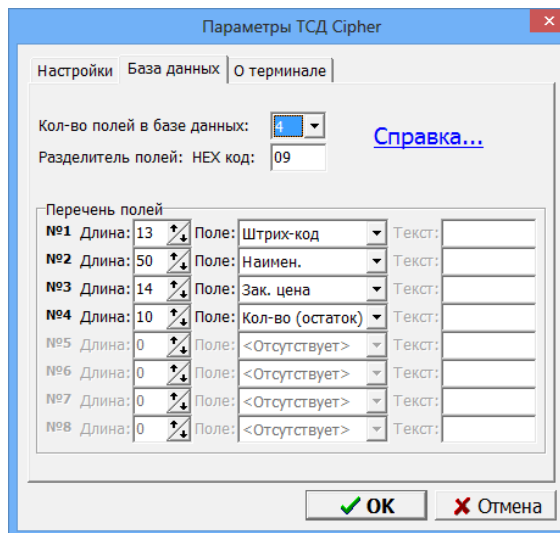 Параметры ТСД Cipher
Настройки База данных О терминале
Кол-во полей в базе данных: 4
Справка...
Разделитель полей: HEX код: 09
Перечень полей
№1 Длина: 13 Поле: Штрих-код Текст:
№2 Длина: 50 Поле: Наимен. Текст:
№3 Длина: 14 Поле: Зак. цена Текст:
№4 Длина: 10 Поле: Кол-во (остаток) Текст:
№5 Длина: 0 Поле: <Отсутствует> Текст:
№6 Длина: 0 Поле: <Отсутствует> Текст:
№7 Длина: 0 Поле: <Отсутствует> Текст:
№8 Длина: 0 Поле: <Отсутствует> Текст:
OK Отмена